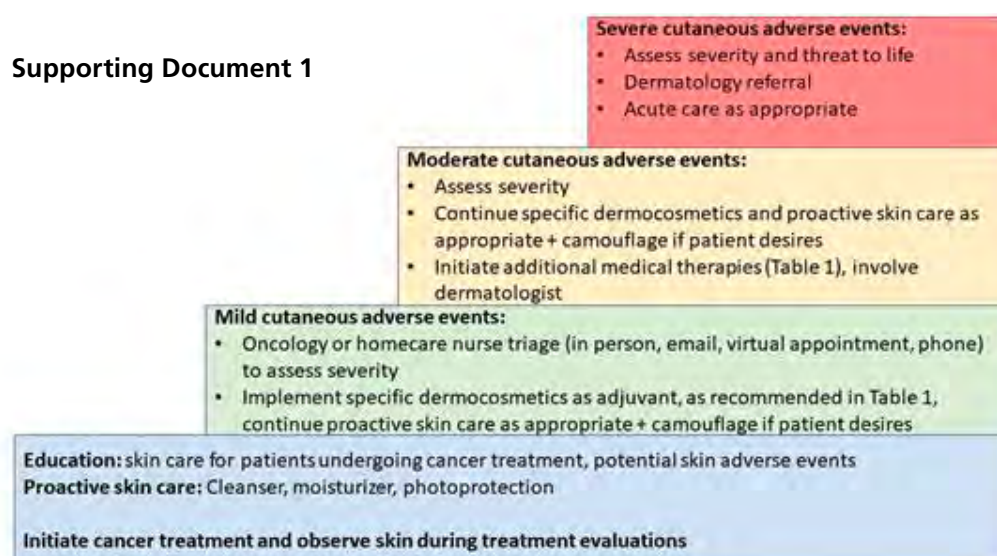 Supporting Document 1
Severe cutaneous adverse events:
• Assess severity and threat to life
• Dermatology referral
• Acute care as appropriate
Moderate cutaneous adverse events:
• Assess severity
• Continue specific dermocosmetics and proactive skin care as
appropriate + camouflage if patient desires
• Initiate additional medical therapies (Table 1), involve
dermatologist
Mild cutaneous adverse events:
• Oncology or homecare nurse triage (in person, email, virtual appointment, phone)
to assess severity
• Implement specific dermocosmetics as adjuvant, as recommended in Table 1,
continue proactive skin care as appropriate + camouflage if patient desires
Education: skin care for patients undergoing cancer treatment, potential skin adverse events
Proactive skin care: Cleanser, moisturizer, photoprotection
Initiate cancer treatment and observe skin during treatment evaluations